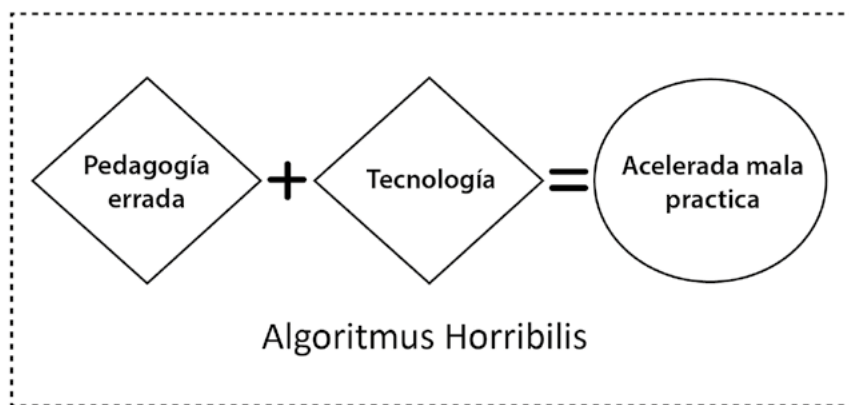 Pedagogía
errada
+
Tecnología
=
Acelerada mala
practica
Algoritmus Horribilis